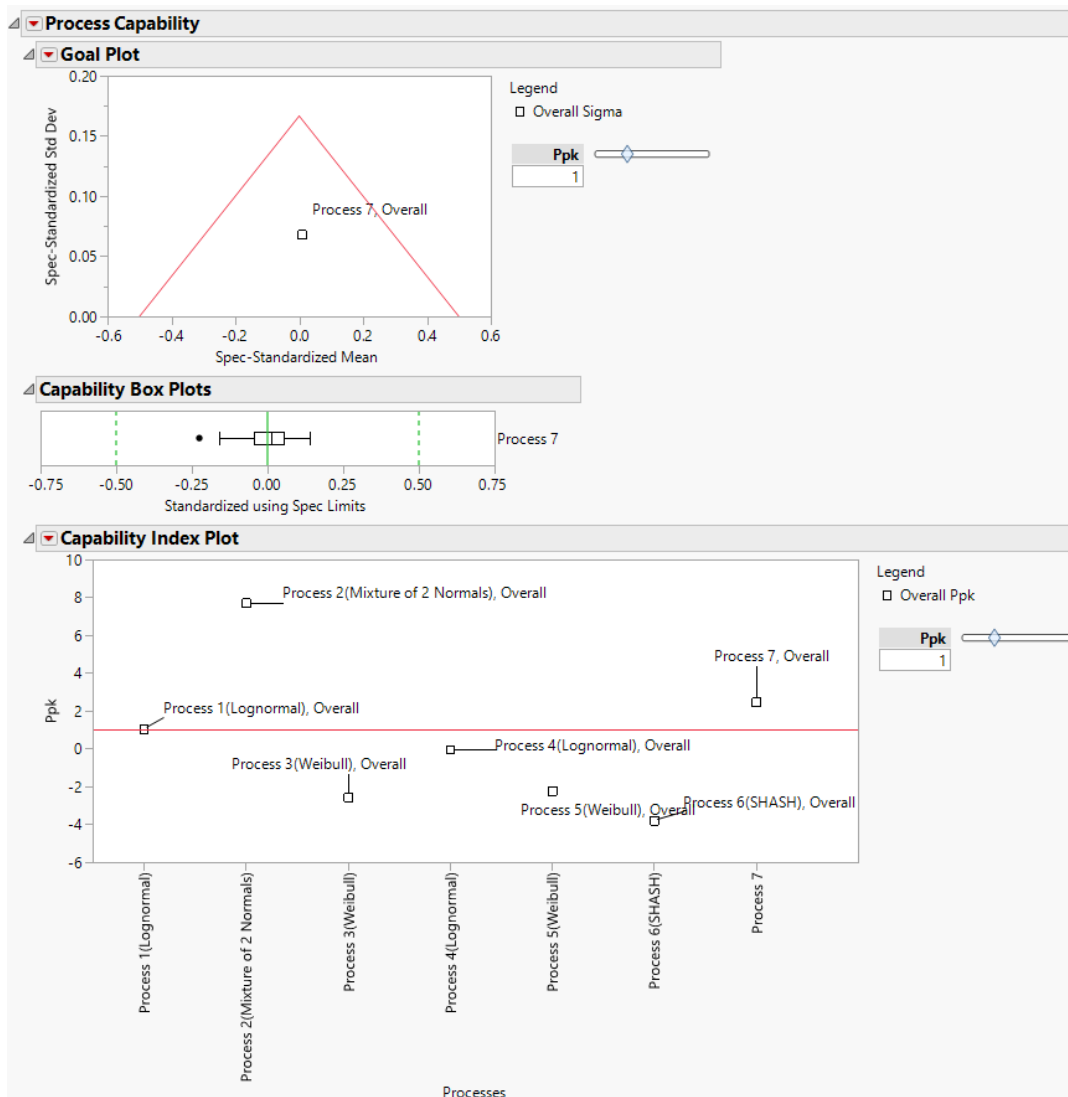 Process Capability
Goal Plot
0.20
0.15
0.10
0.05
0.00
Spec-Standardized Std Dev
Process 7, Overall
-0.6 -0.4 -0.2 0.0 0.2 0.4 0.6
Spec-Standardized Mean
Legend
Overall Sigma
Ppk
1
Capability Box Plots
Process 7
-0.75 -0.50 -0.25 0.00 0.25 0.50 0.75
Standardized using Spec Limits
Capability Index Plot
10
8
6
4
2
0
-2
-4
-6
Ppk
Process 2(Mixture of 2 Normals), Overall
Process 7, Overall
Process 1(Lognormal), Overall
Process 4(Lognormal), Overall
Process 3(Weibull), Overall
Process 6(SHASH), Overall
Process 5(Weibull), Overall
Process 1(Lognormal)
Process 2(Mixture of 2 Normals)
Process 3(Weibull)
Process 4(Lognormal)
Process 5(Weibull)
Process 6(SHASH)
Process 7
Processes
Legend
Overall Ppk
Ppk
1